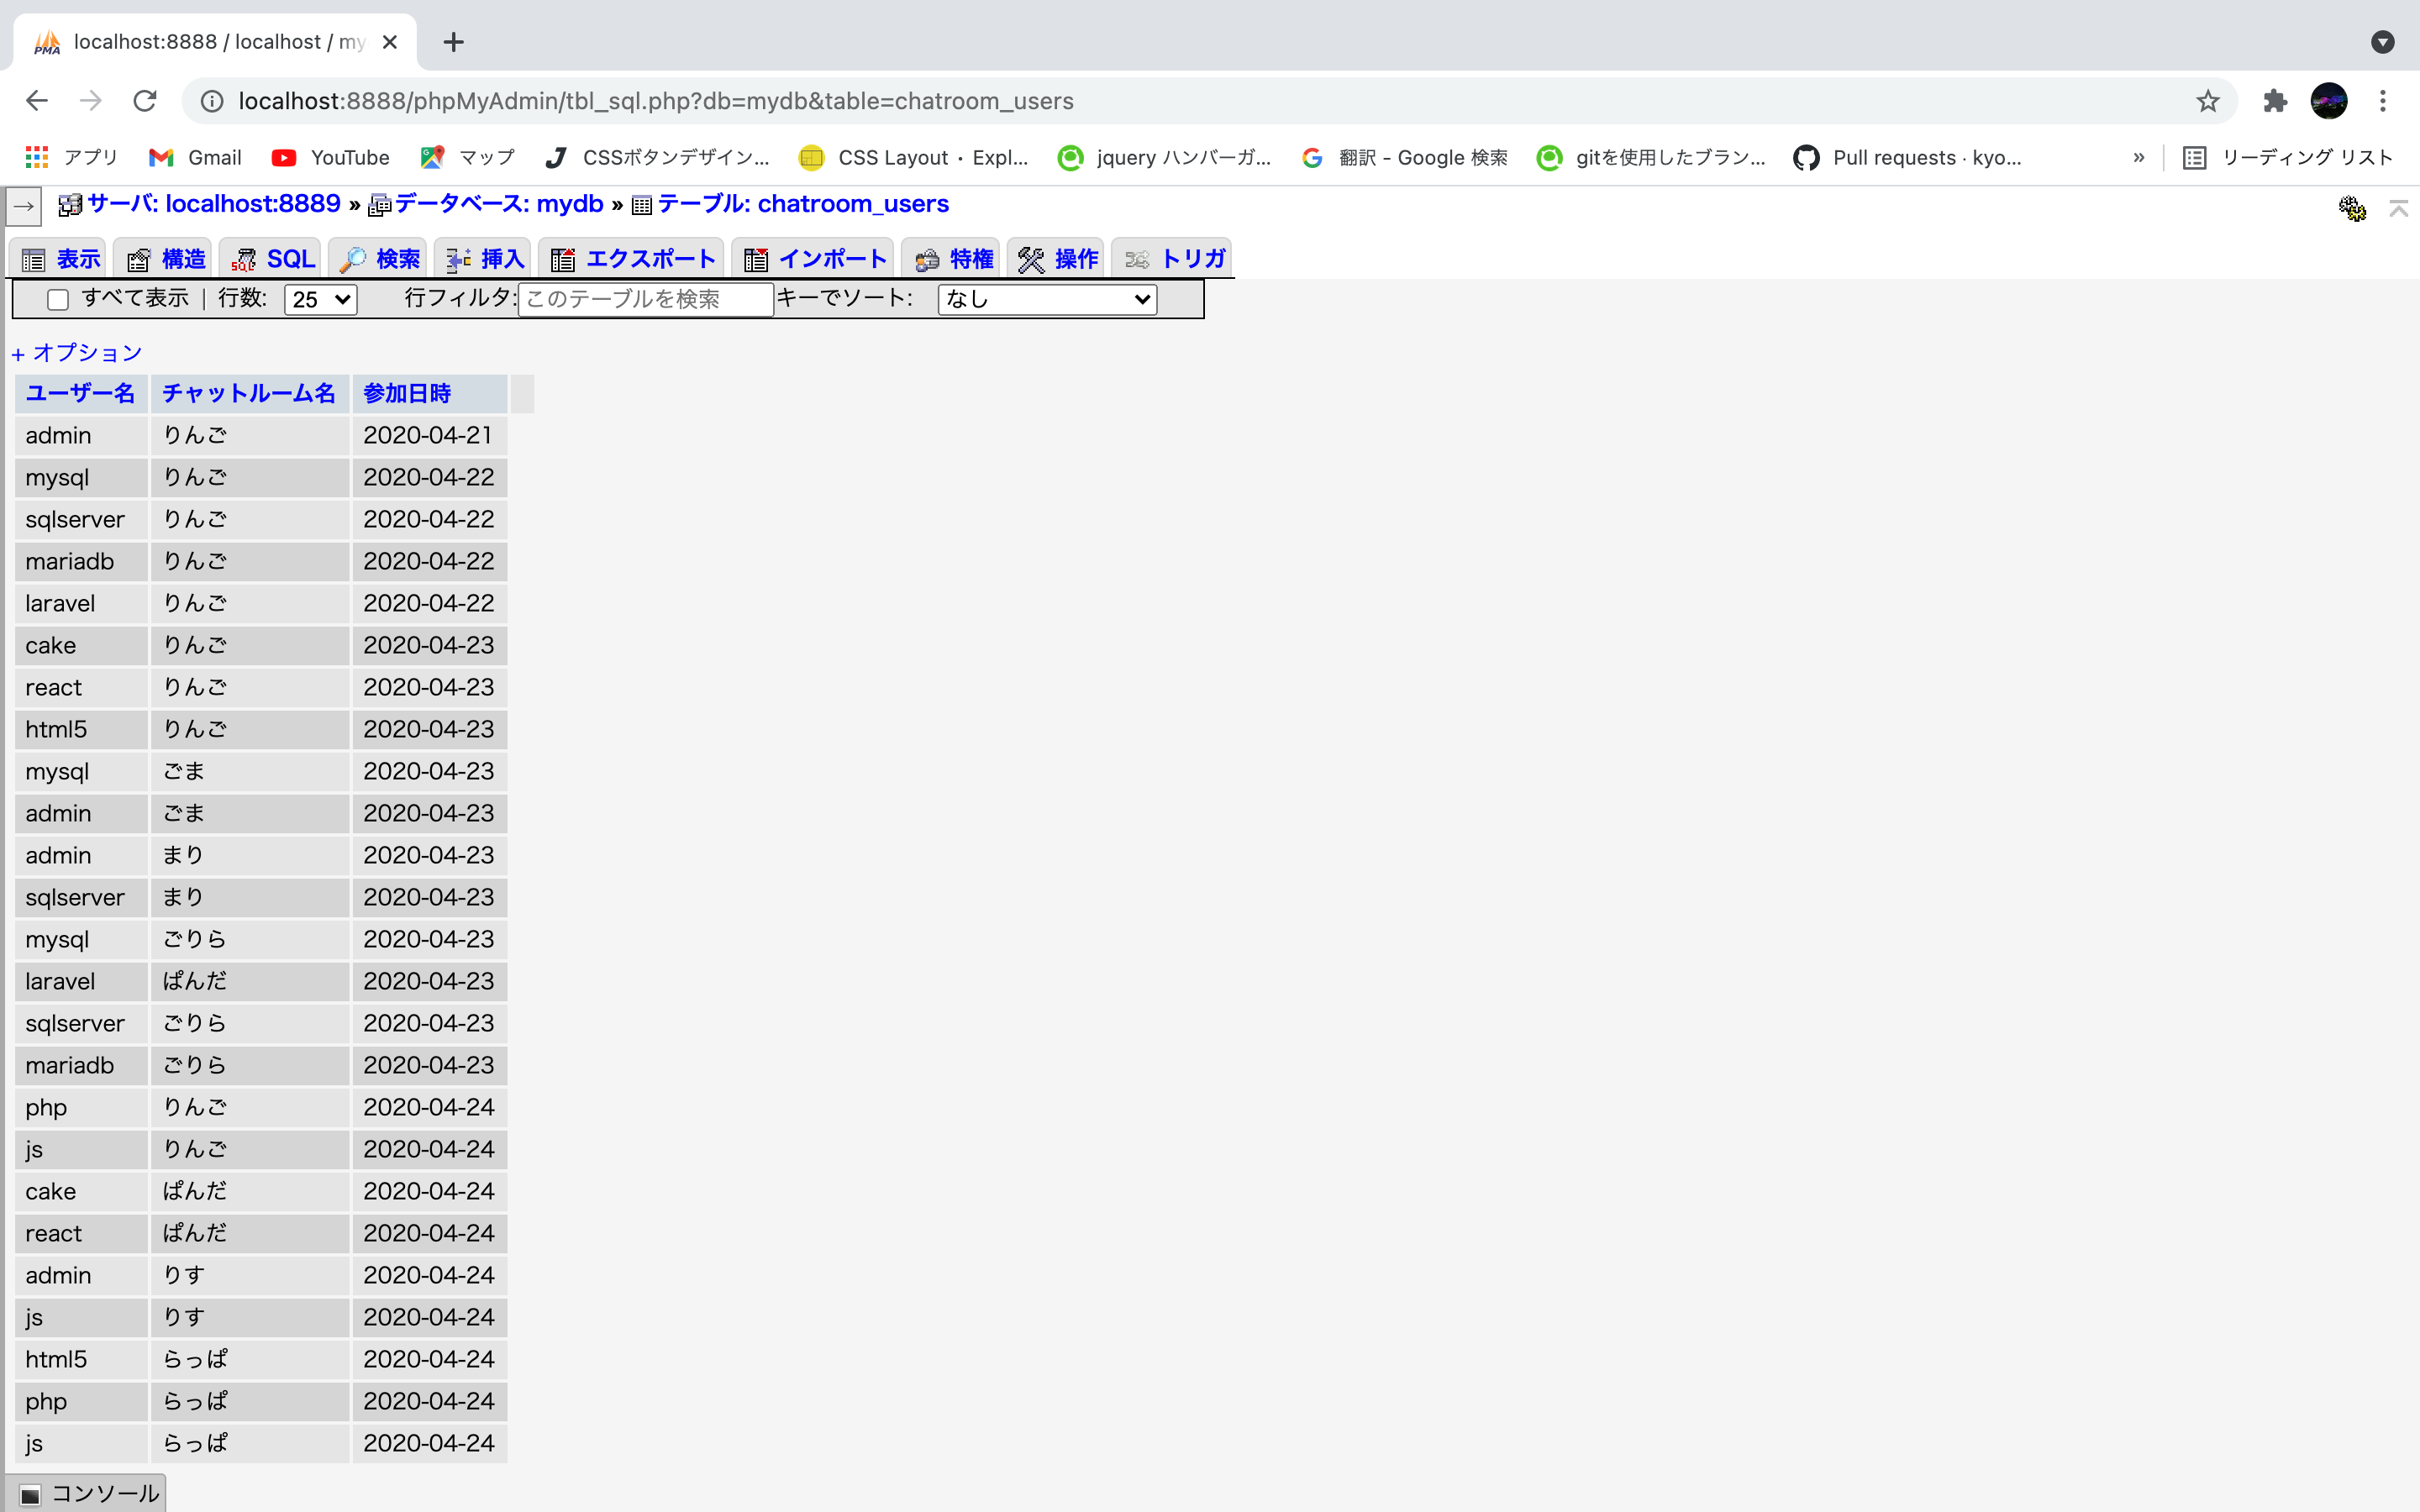 localhost:8888 / localhost / my
localhost:8888/phpMyAdmin/tbl_sql.php?db=mydb&table=chatroom_users
アプリ Gmail YouTube マップ CSSボタンデザイン... CSS Layout · Expl... jquery ハンバーガ... 翻訳 - Google 検索 gitを使用したブラン... Pull requests · kyo... » リーディング リスト
サーバ: localhost:8889 » データベース: mydb » テーブル: chatroom_users
表示 構造 SQL 検索 挿入 エクスポート インポート 特権 操作 トリガ
すべて表示 | 行数: 25 行フィルタ: このテーブルを検索 キーでソート: なし
+ オプション
ユーザー名 チャットルーム名 参加日時
admin りんご 2020-04-21
mysql りんご 2020-04-22
sqlserver りんご 2020-04-22
mariadb りんご 2020-04-22
laravel りんご 2020-04-22
cake りんご 2020-04-23
react りんご 2020-04-23
html5 りんご 2020-04-23
mysql ごま 2020-04-23
admin ごま 2020-04-23
admin まり 2020-04-23
sqlserver まり 2020-04-23
mysql ごりら 2020-04-23
laravel ぱんだ 2020-04-23
sqlserver ごりら 2020-04-23
mariadb ごりら 2020-04-23
php りんご 2020-04-24
js りんご 2020-04-24
cake ぱんだ 2020-04-24
react ぱんだ 2020-04-24
admin りす 2020-04-24
js りす 2020-04-24
html5 らっぱ 2020-04-24
php らっぱ 2020-04-24
js らっぱ 2020-04-24
コンソール